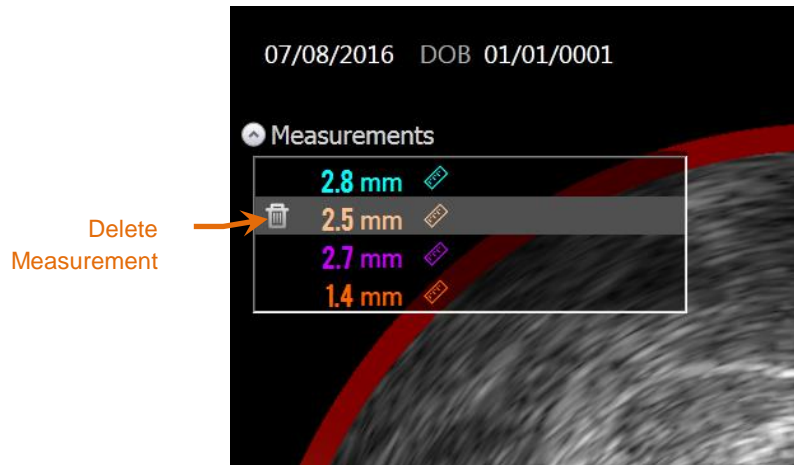 07/08/2016 DOB 01/01/0001
Measurements
2.8 mm
2.5 mm
2.7 mm
1.4 mm
Delete
Measurement